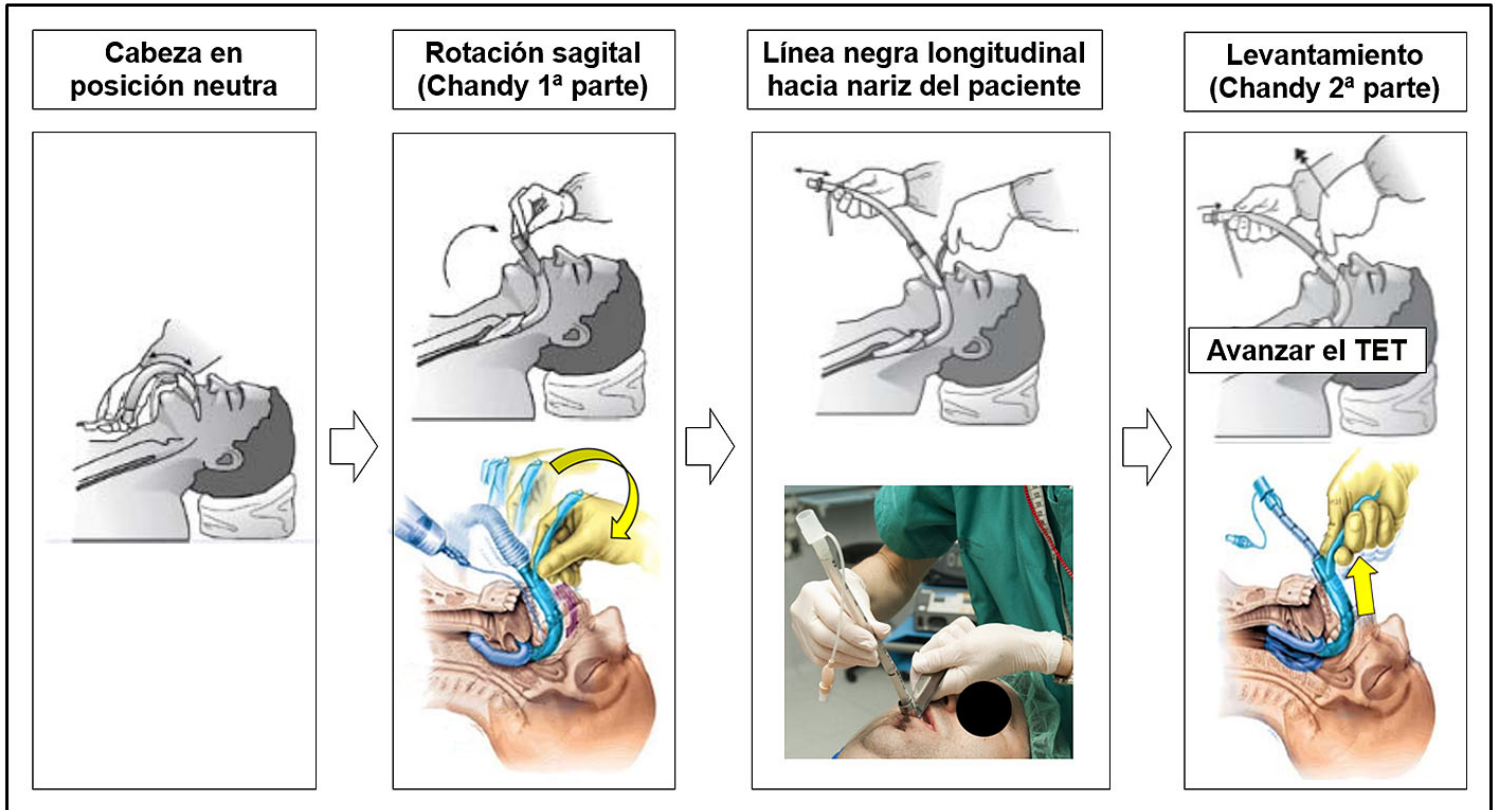 Cabeza en
posición neutra
Rotación sagital
(Chandy 1ª parte)
Línea negra longitudinal
hacia nariz del paciente
Levantamiento
(Chandy 2ª parte)
Avanzar el TET